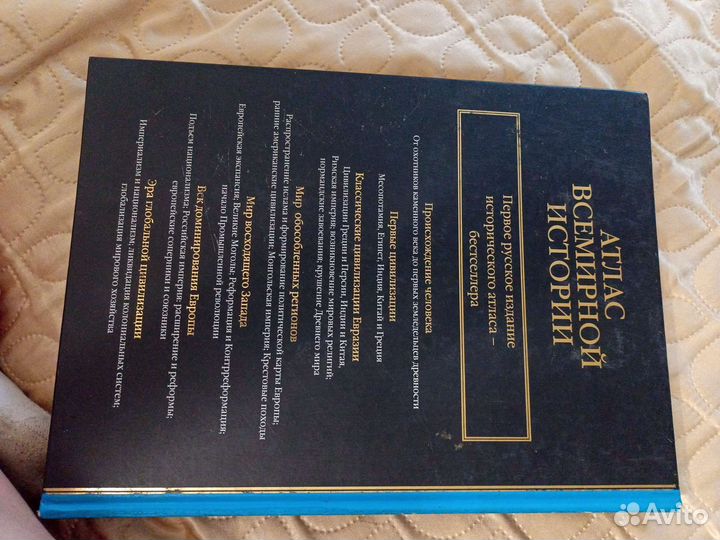 АТЛАС
ВСЕМИРНОЙ
ИСТОРИИ
Первое русское издание
исторического атласа –
бестселлера
Происхождение человека
От охотников каменного века до первых земледельцев древности
Первые цивилизации
Месопотамия, Египет, Индия, Китай и Греция
Классические цивилизации Евразии
Цивилизации Греции и Персии, Индии и Китая,
Римская империя; возникновение мировых религий;
нормандские завоевания; крушение Древнего мира
Мир обособленных регионов
Распространение ислама и формирование политической карты Европы;
ранние американские цивилизации; Монгольская империя; Крестовые походы
Мир восходящего Запада
Европейская экспансия; Великие Моголы; Реформация и Контрреформация;
начало Промышленной революции
Век доминирования Европы
Подъем национализма; Российская империя: расширение и реформы;
европейские соперники и союзники
Эра глобальной цивилизации
Империализм и национализм; ликвидация колониальных систем;
глобализация мирового хозяйства
Avito